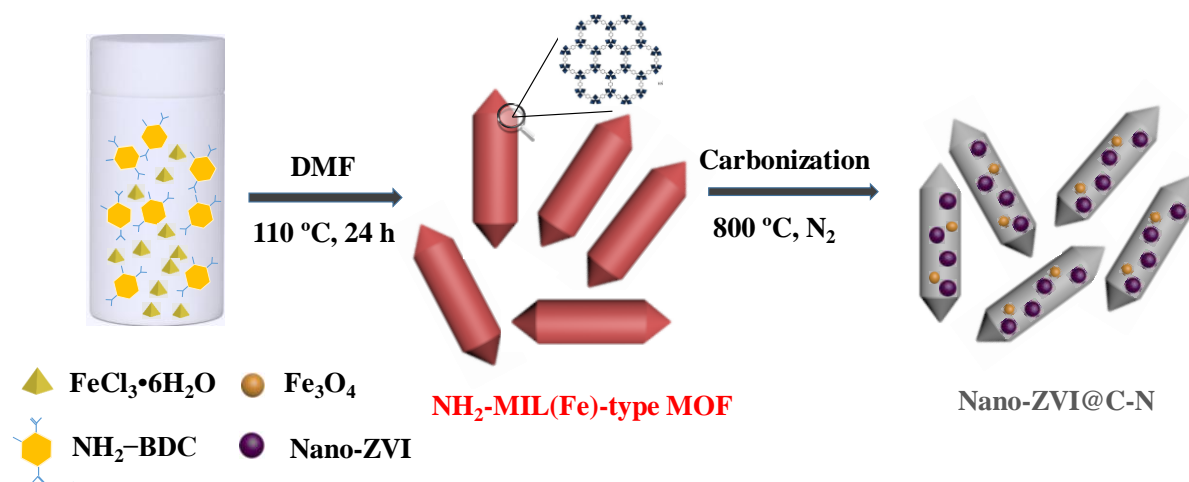 DMF
110 ºC, 24 h
Carbonization
800 ºC, N₂
FeCl₃•6H₂O
Fe₃O₄
NH₂−BDC
Nano-ZVI
NH₂-MIL(Fe)-type MOF
Nano-ZVI@C-N